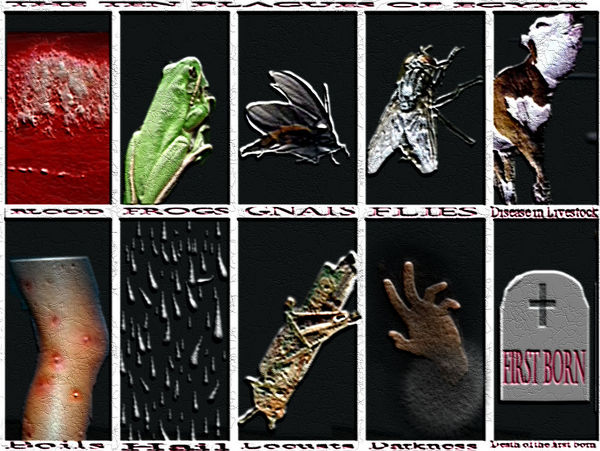 THE TEN PLAGUES OF EGYPT
BLOOD
FROGS
GNATS
FLIES
Disease in Livestock
FIRST BORN
Boils
Hail
Locusts
Darkness
Death of the first born